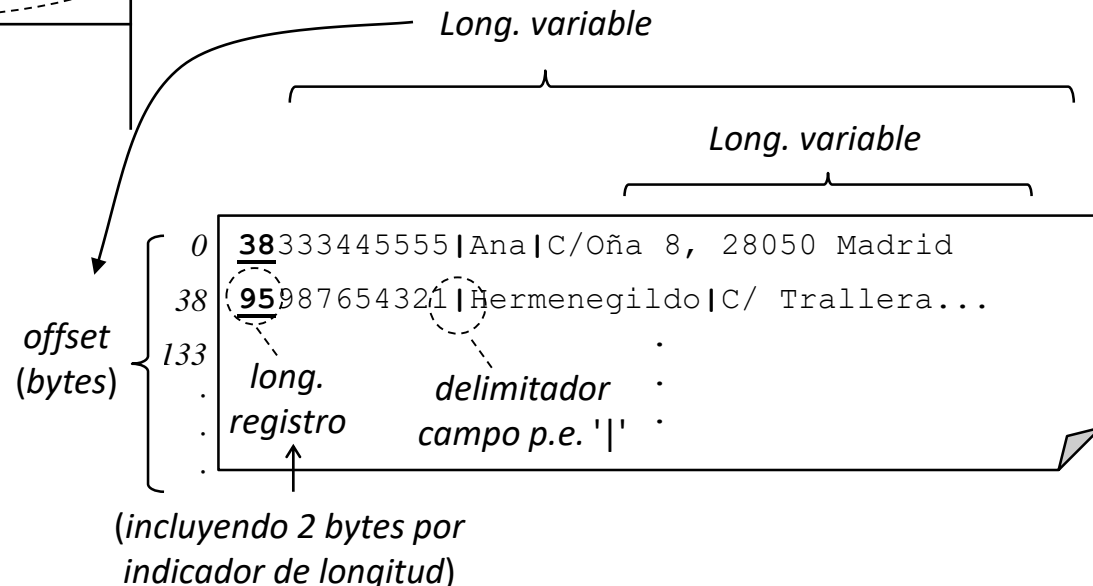 Long. variable
Long. variable
0 38333445555|Ana|C/Oña 8, 28050 Madrid
38 95987654321|Hermenegildo|C/ Trallera...
offset
(bytes)
133 .
. long. delimitador .
. registro campo p.e. '|' .
.
(incluyendo 2 bytes por
indicador de longitud)